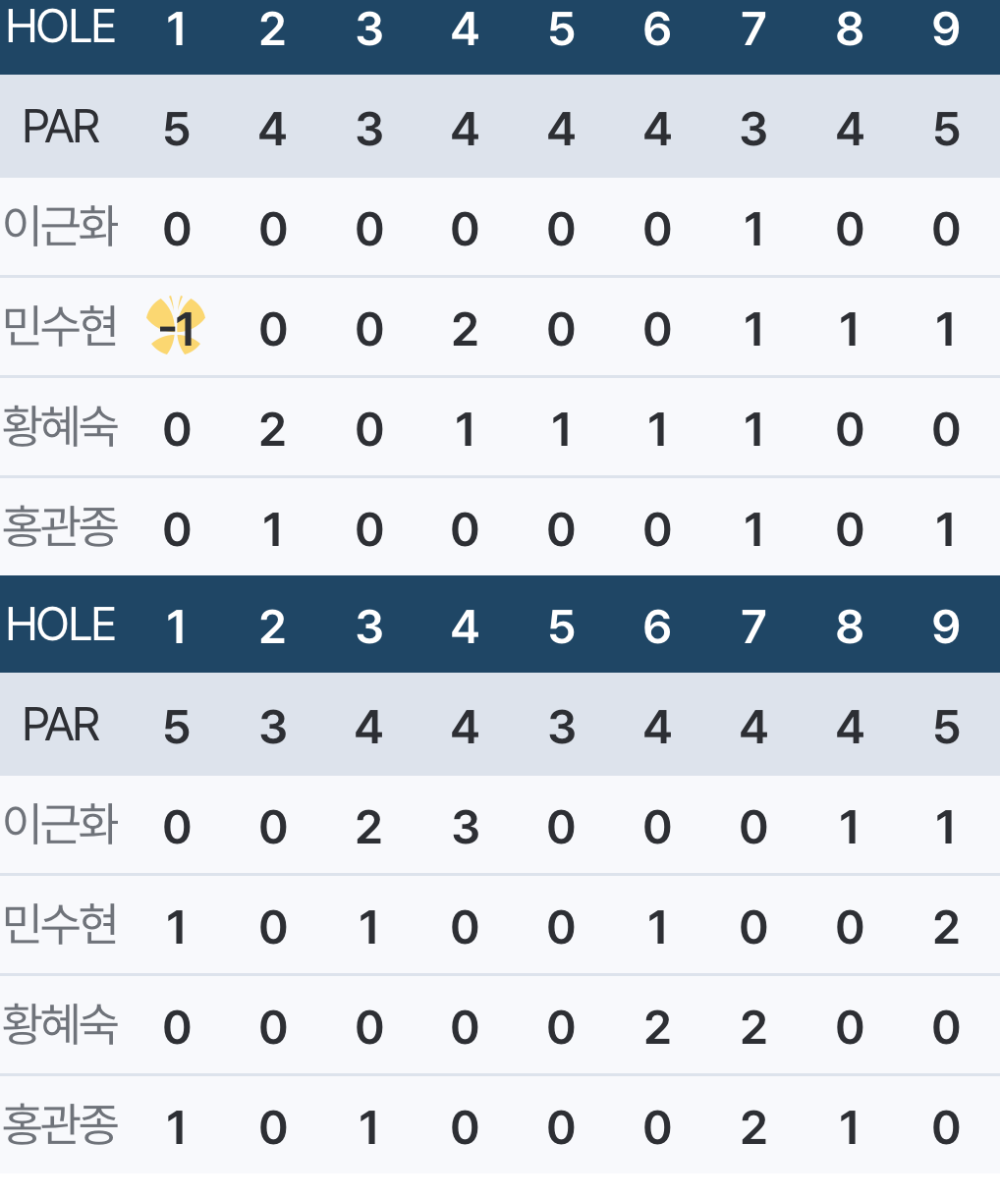 HOLE 1 2 3 4 5 6 7 8 9
PAR 5 4 3 4 4 4 3 4 5
이근화 0 0 0 0 0 0 1 0 0
민수현 -1 0 0 2 0 0 1 1 1
황혜숙 0 2 0 1 1 1 1 0 0
홍관종 0 1 0 0 0 0 1 0 1
HOLE 1 2 3 4 5 6 7 8 9
PAR 5 3 4 4 3 4 4 4 5
이근화 0 0 2 3 0 0 0 1 1
민수현 1 0 1 0 0 1 0 0 2
황혜숙 0 0 0 0 0 2 2 0 0
홍관종 1 0 1 0 0 0 2 1 0